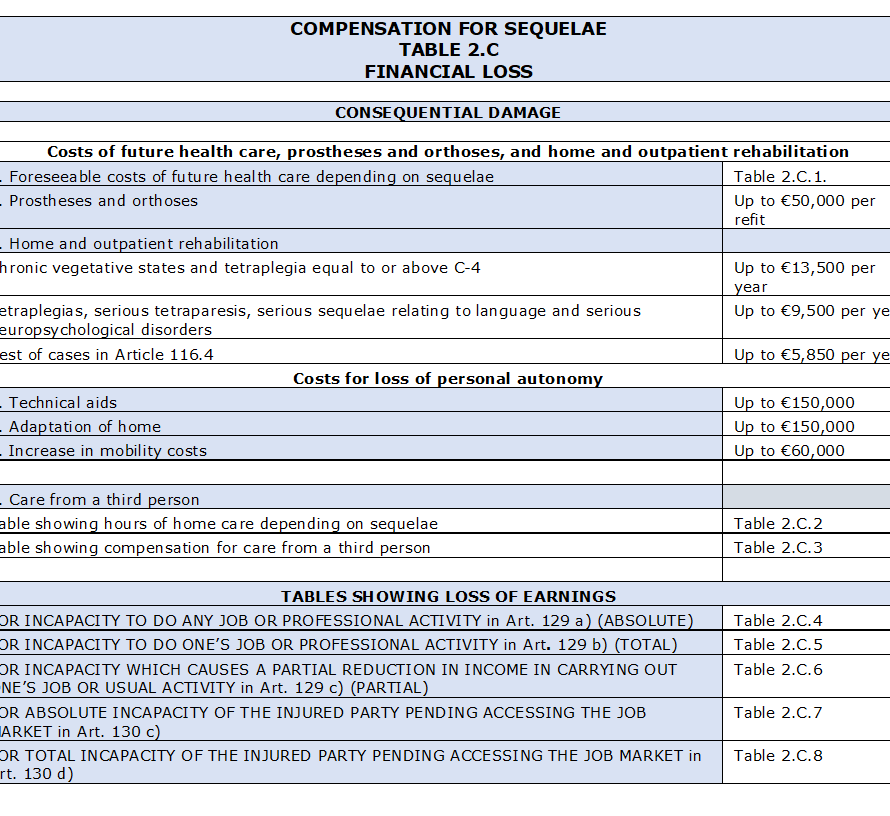 COMPENSATION FOR SEQUELAE
TABLE 2.C
FINANCIAL LOSS
CONSEQUENTIAL DAMAGE
Costs of future health care, prostheses and orthoses, and home and outpatient rehabilitation
. Foreseeable costs of future health care depending on sequelae Table 2.C.1.
. Prostheses and orthoses Up to €50,000 per
refit
. Home and outpatient rehabilitation
hronic vegetative states and tetraplegia equal to or above C-4 Up to €13,500 per
year
etraplegias, serious tetraparesis, serious sequelae relating to language and serious Up to €9,500 per ye
europsychological disorders
est of cases in Article 116.4 Up to €5,850 per ye
Costs for loss of personal autonomy
. Technical aids Up to €150,000
. Adaptation of home Up to €150,000
. Increase in mobility costs Up to €60,000
. Care from a third person
able showing hours of home care depending on sequelae Table 2.C.2
able showing compensation for care from a third person Table 2.C.3
TABLES SHOWING LOSS OF EARNINGS
OR INCAPACITY TO DO ANY JOB OR PROFESSIONAL ACTIVITY in Art. 129 a) (ABSOLUTE) Table 2.C.4
OR INCAPACITY TO DO ONE'S JOB OR PROFESSIONAL ACTIVITY in Art. 129 b) (TOTAL) Table 2.C.5
OR INCAPACITY WHICH CAUSES A PARTIAL REDUCTION IN INCOME IN CARRYING OUT Table 2.C.6
NE'S JOB OR USUAL ACTIVITY in Art. 129 c) (PARTIAL)
OR ABSOLUTE INCAPACITY OF THE INJURED PARTY PENDING ACCESSING THE JOB Table 2.C.7
ARKET in Art. 130 c)
OR TOTAL INCAPACITY OF THE INJURED PARTY PENDING ACCESSING THE JOB MARKET in Table 2.C.8
rt. 130 d)